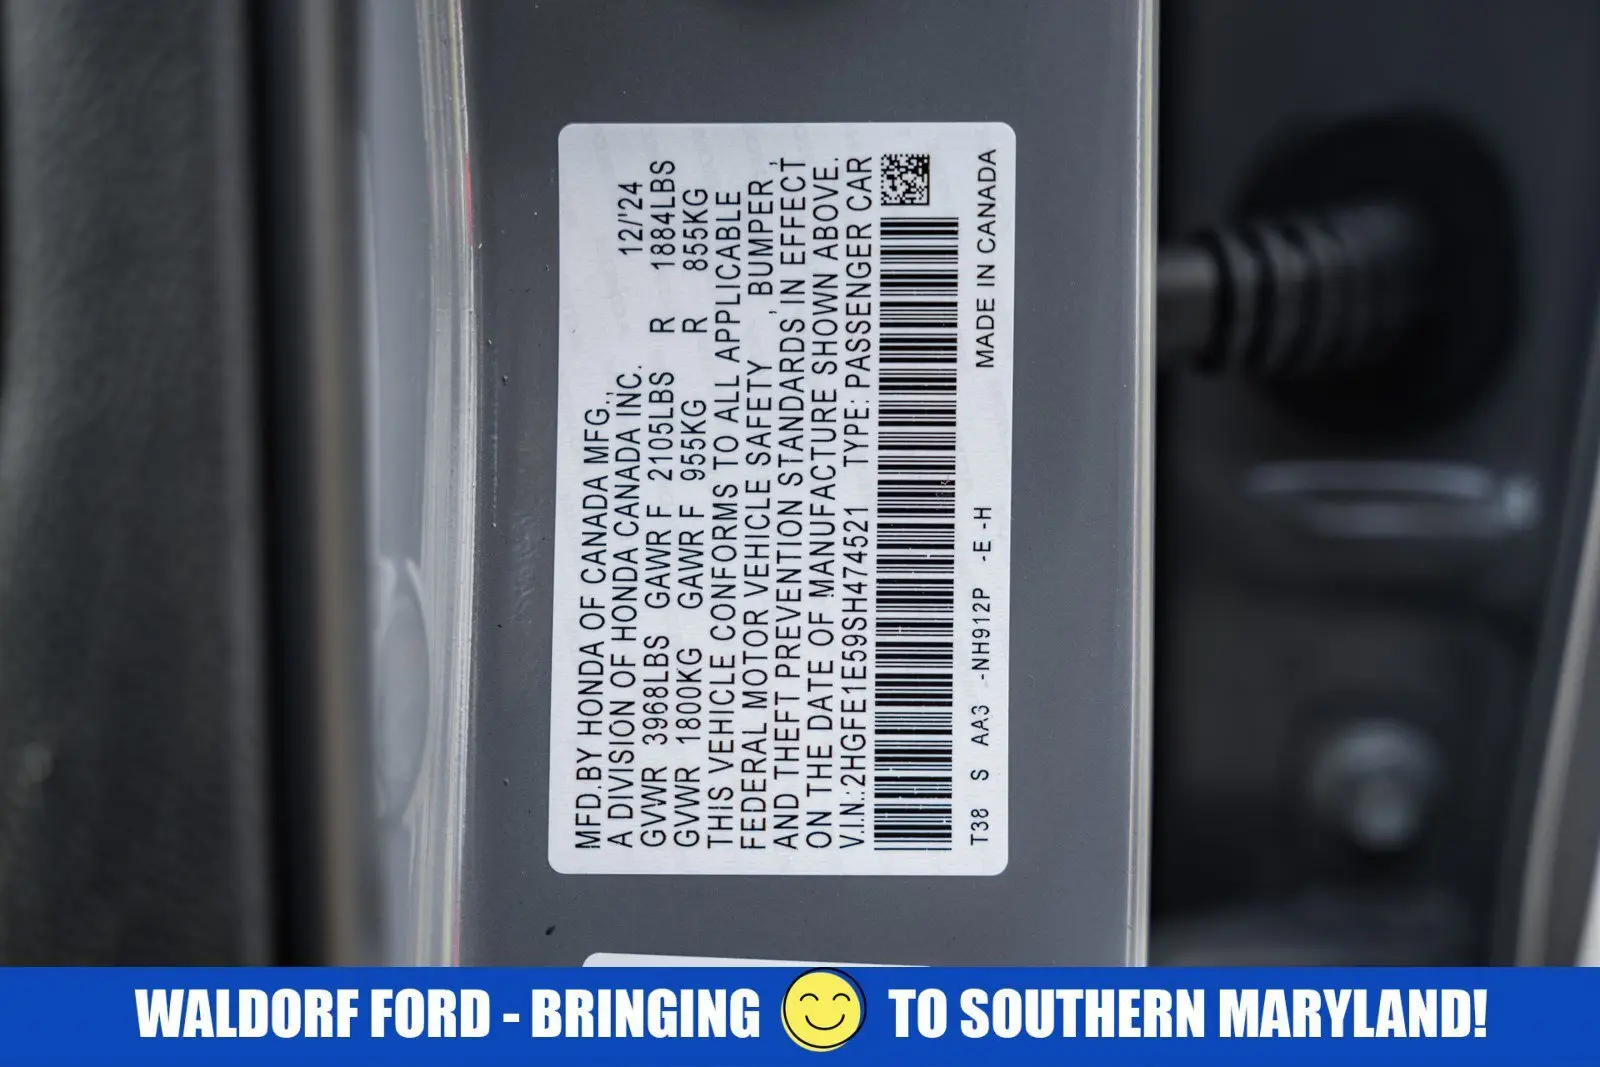 MFD.BY HONDA OF CANADA MFG.,
A DIVISION OF HONDA CANADA INC. 12/'24
GVWR 3968LBS GAWR F 2105LBS R 1884LBS
GVWR 1800KG GAWR F 955KG R 855KG
THIS VEHICLE CONFORMS TO ALL APPLICABLE
FEDERAL MOTOR VEHICLE SAFETY , BUMPER ,
AND THEFT PREVENTION STANDARDS, IN EFFECT
ON THE DATE OF MANUFACTURE SHOWN ABOVE.
V.I.N.:2HGFE1E59SH474521 TYPE: PASSENGER CAR
T38 S AA3 -NH912P -E -H MADE IN CANADA
WALDORF FORD - BRINGING TO SOUTHERN MARYLAND!